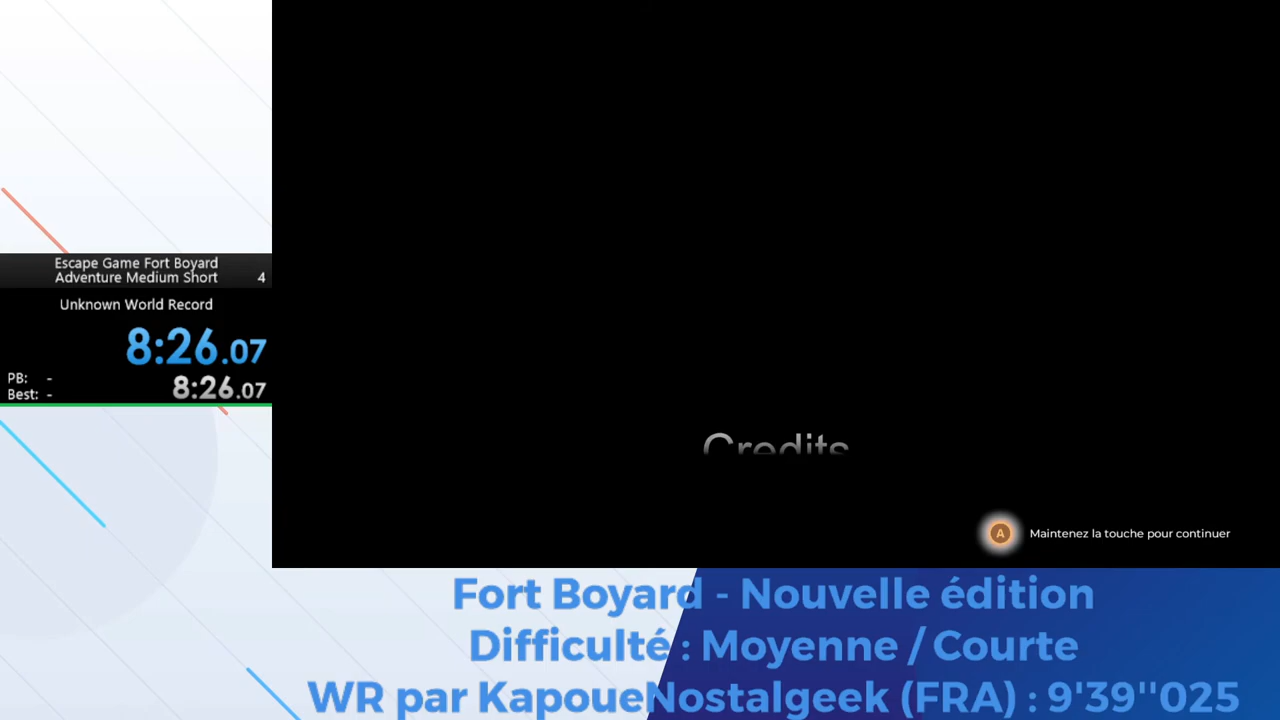 Escape Game Fort Boyard
Adventure Medium Short 4
Unknown World Record
8:26.07
PB: -
8:26.07
Best: -
Credits
A Maintenez la touche pour continuer
Fort Boyard - Nouvelle édition
Difficulté : Moyenne / Courte
WR par KapoueNostalgeek (FRA) : 9'39''025